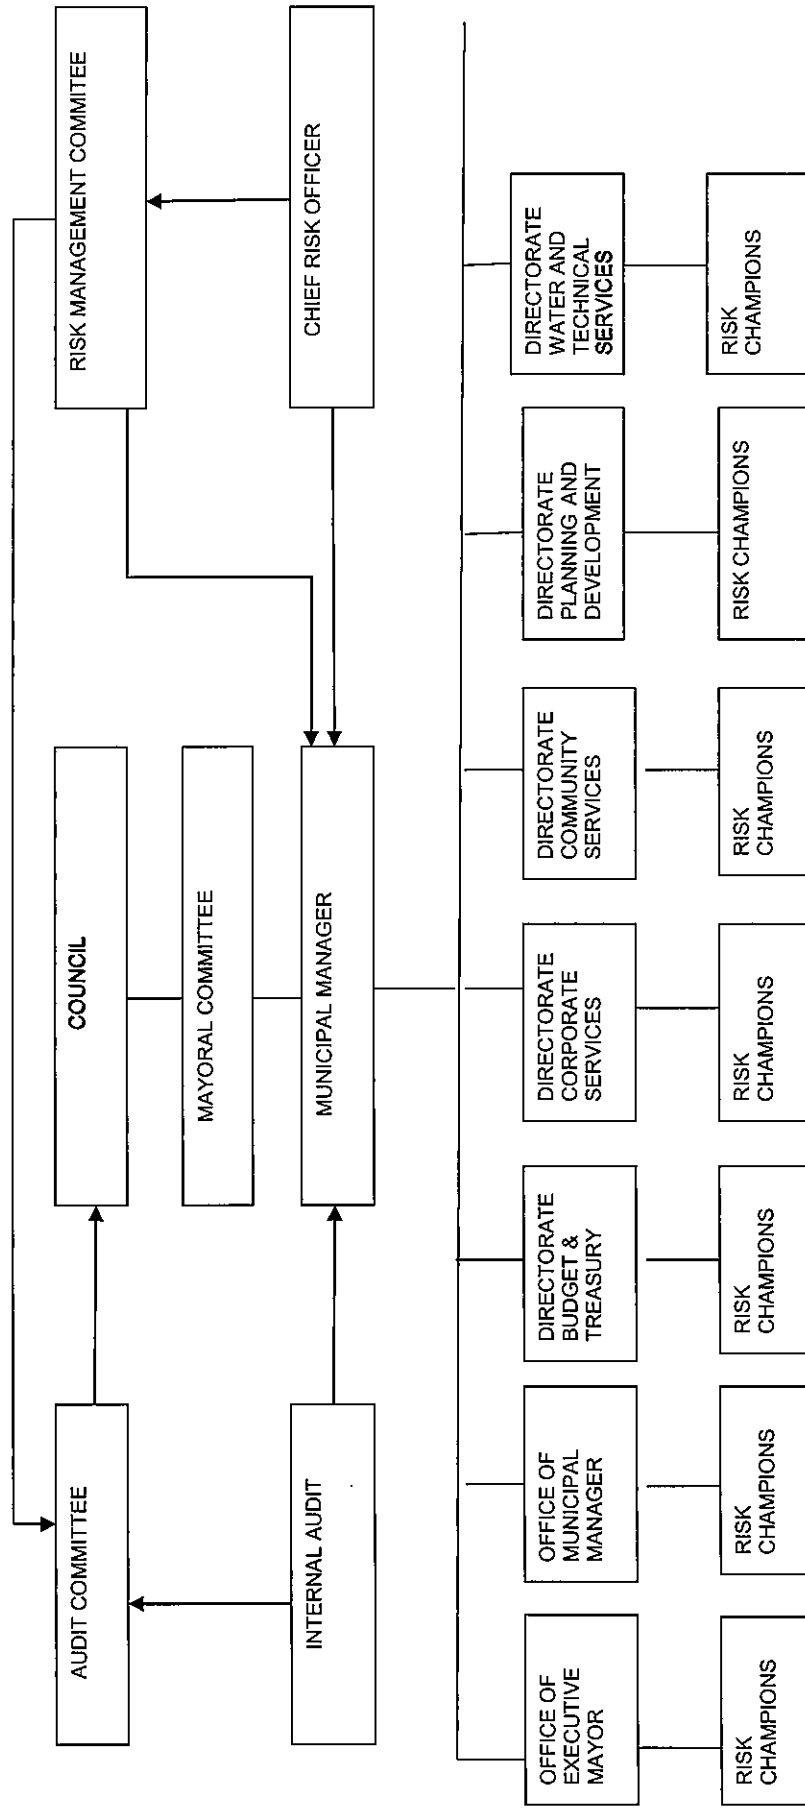 AUDIT COMMITTEE
COUNCIL
RISK MANAGEMENT COMMITEE
MAYORAL COMMITTEE
INTERNAL AUDIT
MUNICIPAL MANAGER
CHIEF RISK OFFICER
OFFICE OF
EXECUTIVE
MAYOR
OFFICE OF
MUNICIPAL
MANAGER
DIRECTORATE
BUDGET &
TREASURY
DIRECTORATE
CORPORATE
SERVICES
DIRECTORATE
COMMUNITY
SERVICES
DIRECTORATE
PLANNING AND
DEVELOPMENT
DIRECTORATE
WATER AND
TECHNICAL
SERVICES
RISK
CHAMPIONS
RISK
CHAMPIONS
RISK
CHAMPIONS
RISK
CHAMPIONS
RISK
CHAMPIONS
RISK CHAMPIONS
RISK
CHAMPIONS